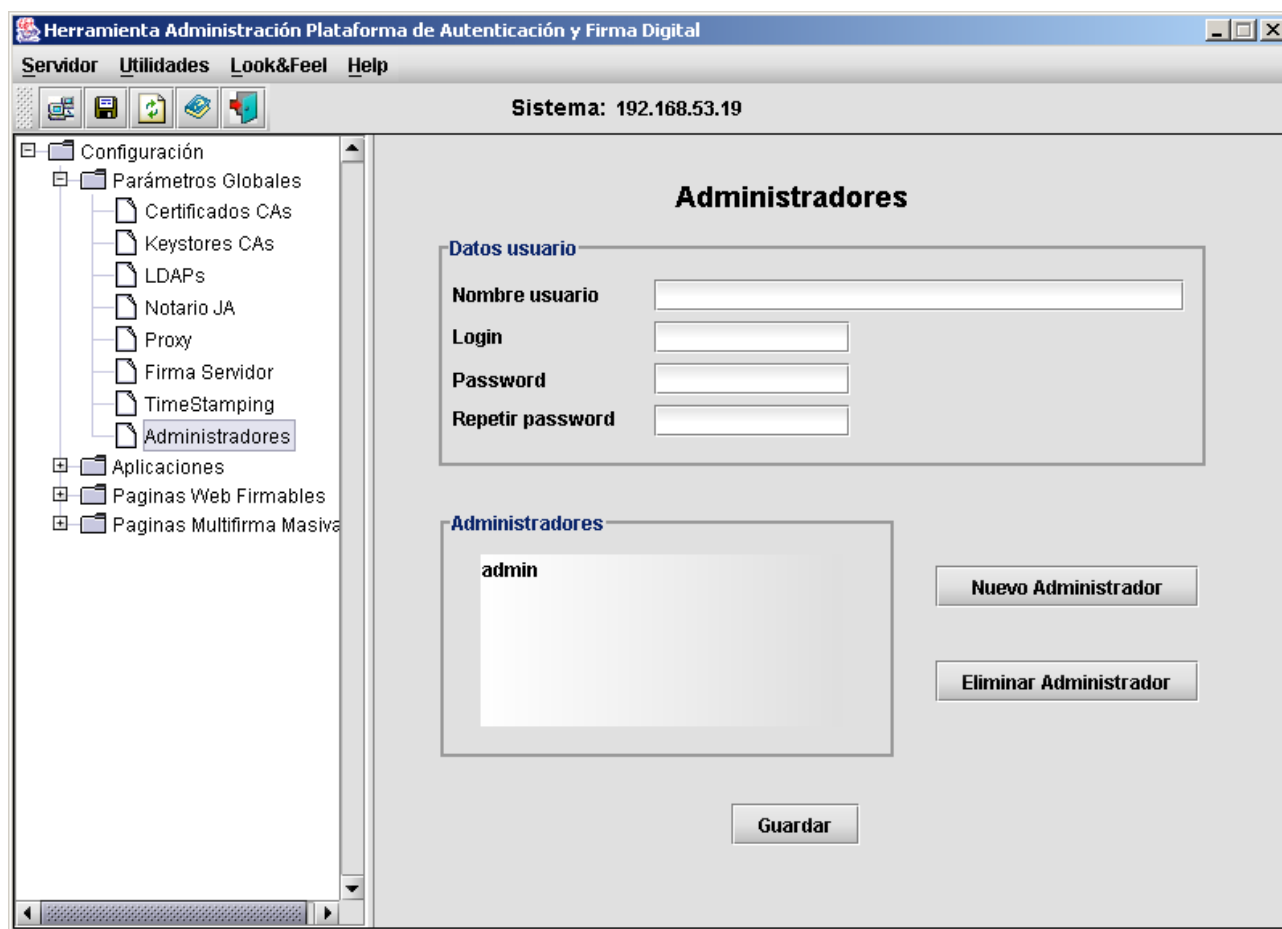 Herramienta Administración Plataforma de Autenticación y Firma Digital
Servidor Utilidades Look&Feel Help
Sistema: 192.168.53.19
Configuración
Parámetros Globales
Certificados CAs
Keystores CAs
LDAPs
Notario JA
Proxy
Firma Servidor
TimeStamping
Administradores
Aplicaciones
Paginas Web Firmables
Paginas Multifirma Masiva
Administradores
Datos usuario
Nombre usuario
Login
Password
Repetir password
Administradores
admin
Nuevo Administrador
Eliminar Administrador
Guardar